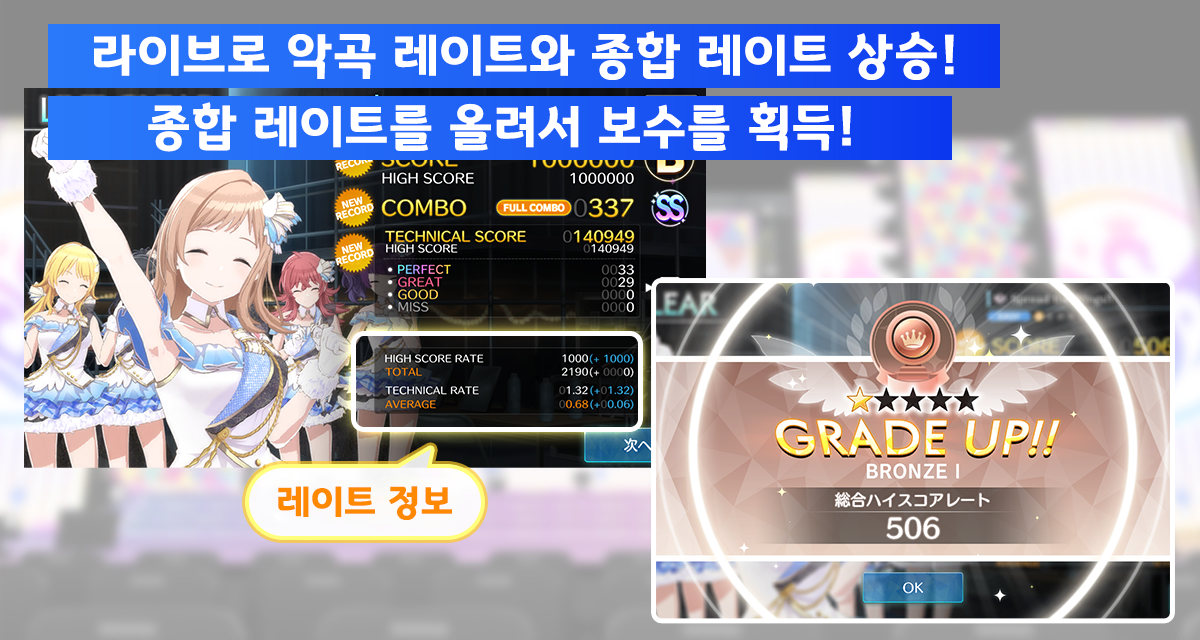 라이브로 악곡 레이트와 종합 레이트 상승!
종합 레이트를 올려서 보수를 획득!
NEW RECORD
SCORE 1000000
HIGH SCORE 1000000
B
NEW RECORD
COMBO FULL COMBO 0337
SS
NEW RECORD
TECHNICAL SCORE 0140949
HIGH SCORE 0140949
• PERFECT 0033
• GREAT 0029
• GOOD 0000
• MISS 0000
HIGH SCORE RATE 1000(+ 1000)
TOTAL 2190(+ 0000)
TECHNICAL RATE 01.32(+01.32)
AVERAGE 00.68(+00.06)
次へ
레이트 정보
LEAR
SCORE 506
GRADE UP!!
BRONZE I
総合ハイスコアレート
506
OK